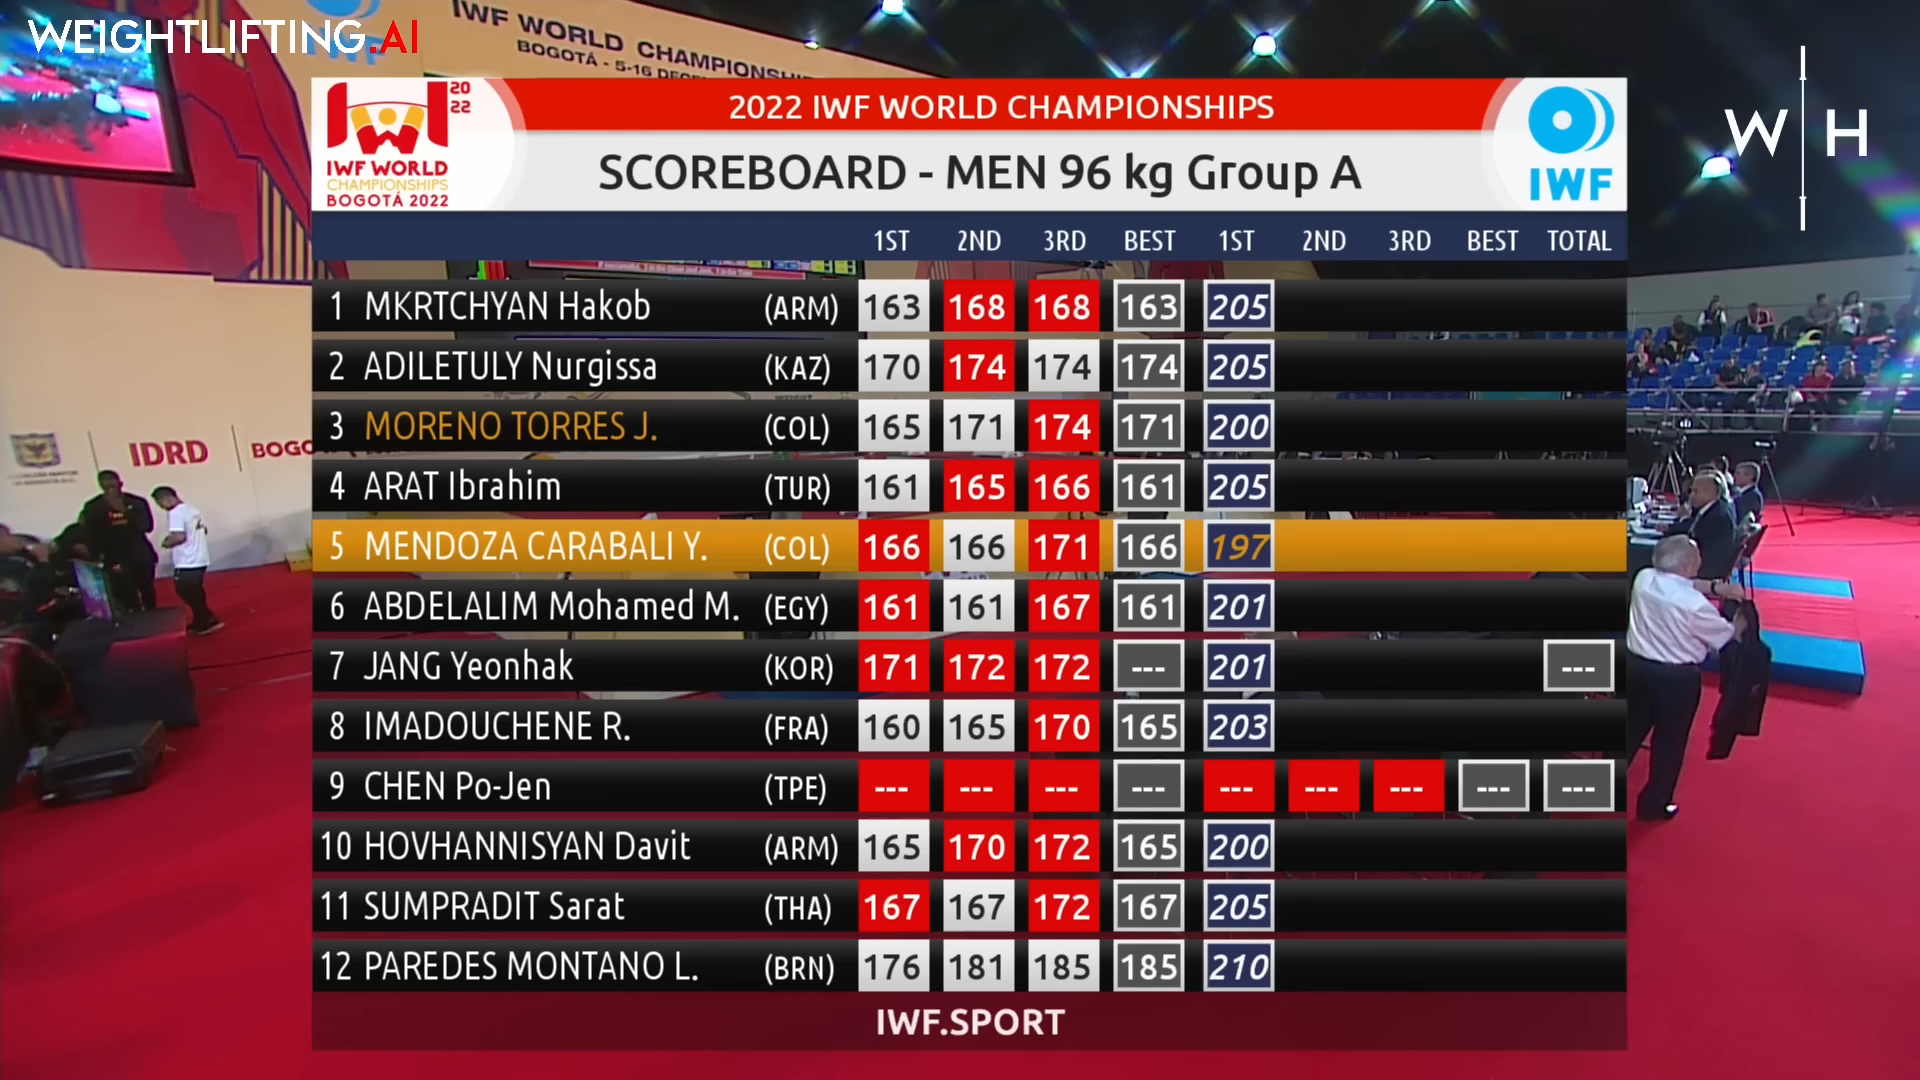 WEIGHTLIFTING.AI
IWF WORLD CHAMPIONSHIPS
BOGOTÁ - 5-16
20
22
IWF WORLD
CHAMPIONSHIPS
BOGOTÁ 2022
2022 IWF WORLD CHAMPIONSHIPS
SCOREBOARD - MEN 96 kg Group A
IWF
W H
1ST 2ND 3RD BEST 1ST 2ND 3RD BEST TOTAL
1 MKRTCHYAN Hakob (ARM) 163 168 168 163 205
2 ADILETULY Nurgissa (KAZ) 170 174 174 174 205
3 MORENO TORRES J. (COL) 165 171 174 171 200
4 ARAT Ibrahim (TUR) 161 165 166 161 205
5 MENDOZA CARABALI Y. (COL) 166 166 171 166 197
6 ABDELALIM Mohamed M. (EGY) 161 161 167 161 201
7 JANG Yeonhak (KOR) 171 172 172 --- 201 ---
8 IMADOUCHENE R. (FRA) 160 165 170 165 203
9 CHEN Po-Jen (TPE) --- --- --- --- --- --- --- --- ---
10 HOVHANNISYAN Davit (ARM) 165 170 172 165 200
11 SUMPRADIT Sarat (THA) 167 167 172 167 205
12 PAREDES MONTANO L. (BRN) 176 181 185 185 210
IWF.SPORT
IDRD